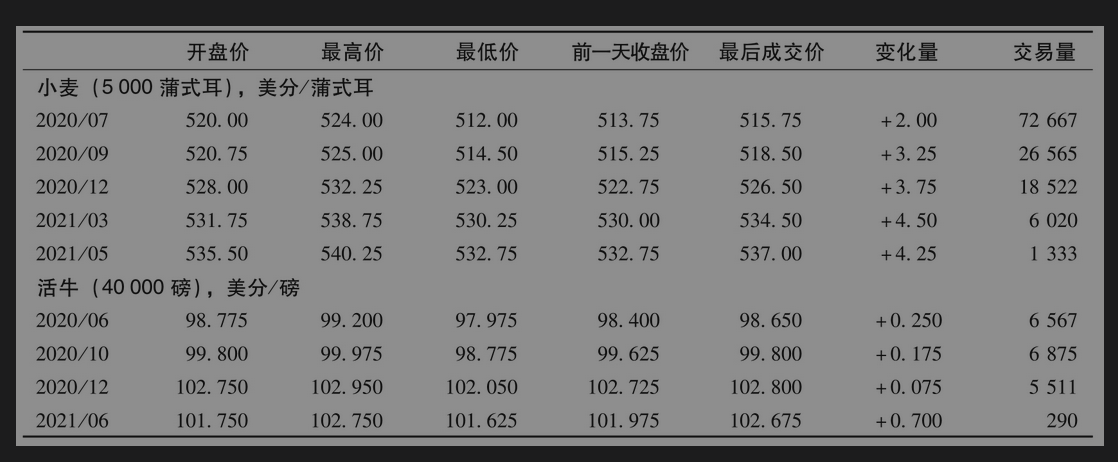 开盘价 最高价 最低价 前一天收盘价 最后成交价 变化量 交易量
小麦（5 000 蒲式耳），美分/蒲式耳
2020/07 520.00 524.00 512.00 513.75 515.75 +2.00 72 667
2020/09 520.75 525.00 514.50 515.25 518.50 +3.25 26 565
2020/12 528.00 532.25 523.00 522.75 526.50 +3.75 18 522
2021/03 531.75 538.75 530.25 530.00 534.50 +4.50 6 020
2021/05 535.50 540.25 532.75 532.75 537.00 +4.25 1 333
活牛（40 000 磅），美分/磅
2020/06 98.775 99.200 97.975 98.400 98.650 +0.250 6 567
2020/10 99.800 99.975 98.775 99.625 99.800 +0.175 6 875
2020/12 102.750 102.950 102.050 102.725 102.800 +0.075 5 511
2021/06 101.750 102.750 101.625 101.975 102.675 +0.700 290